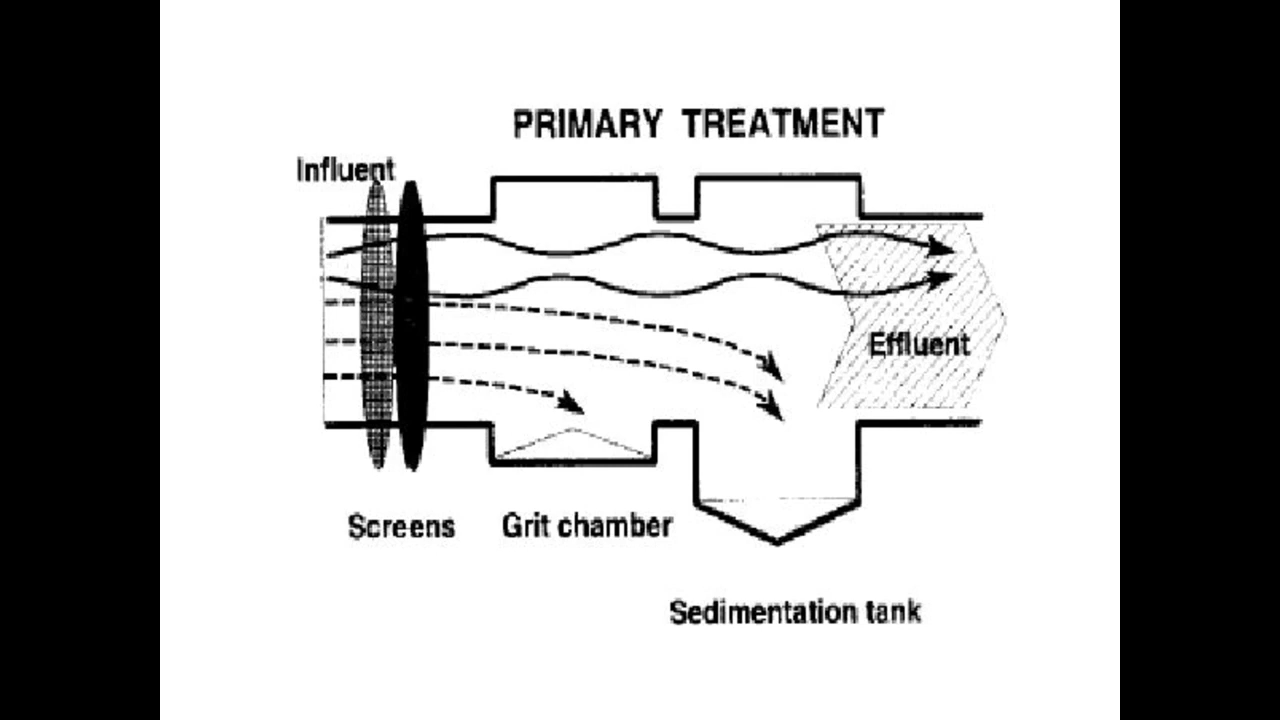 PRIMARY TREATMENT
Influent
Effluent
Screens
Grit chamber
Sedimentation tank